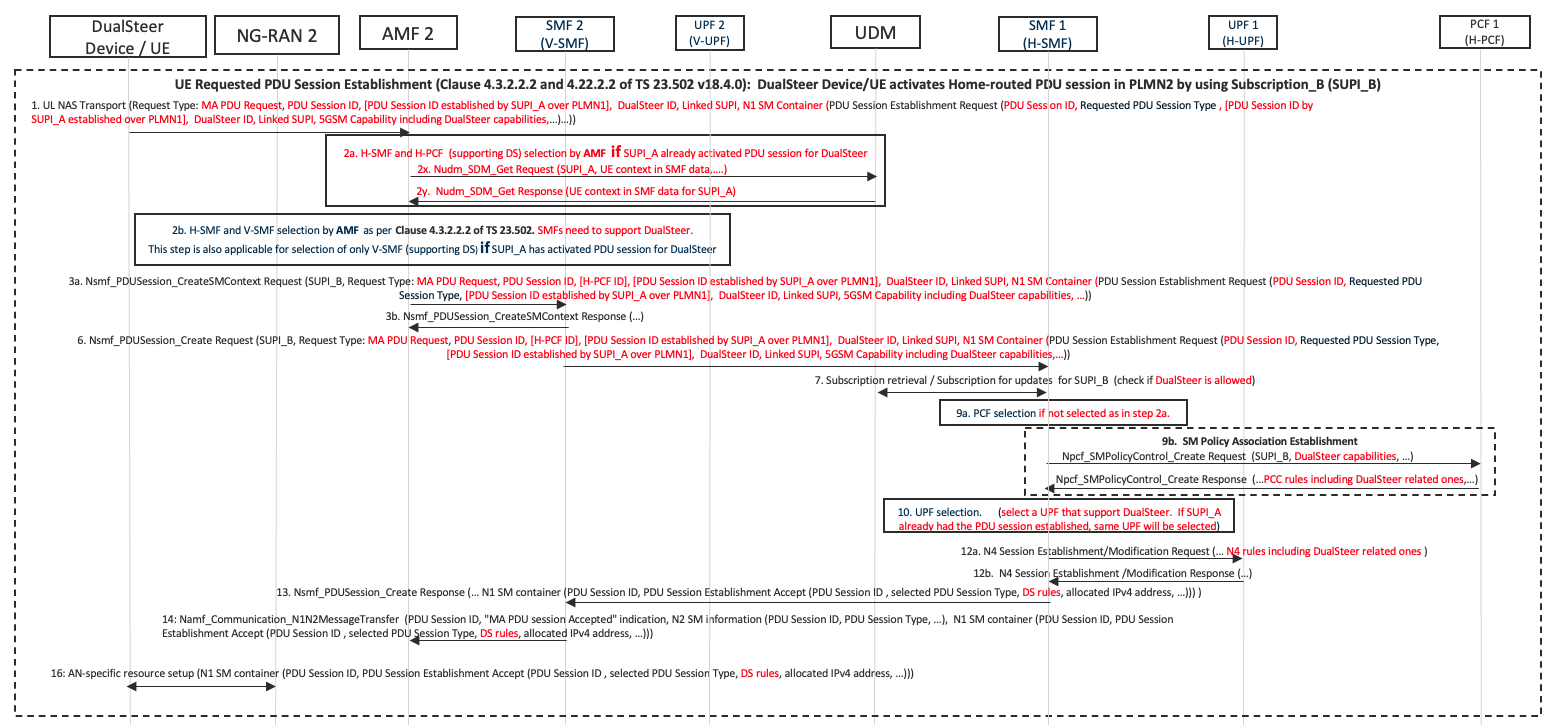 DualSteer
Device / UE
NG-RAN 2
AMF 2
SMF 2
(V-SMF)
UPF 2
(V-UPF)
UDM
SMF 1
(H-SMF)
UPF 1
(H-UPF)
PCF 1
(H-PCF)
UE Requested PDU Session Establishment (Clause 4.3.2.2.2 and 4.22.2.2 of TS 23.502 v18.4.0): DualSteer Device/UE activates Home-routed PDU session in PLMN2 by using Subscription_B (SUPI_B)
1. UL NAS Transport (Request Type: MA PDU Request, PDU Session ID, [PDU Session ID established by SUPI_A over PLMN1], DualSteer ID, Linked SUPI, N1 SM Container (PDU Session Establishment Request (PDU Session ID, Requested PDU Session Type , [PDU Session ID by
SUPI_A established over PLMN1], DualSteer ID, Linked SUPI, 5GSM Capability including DualSteer capabilities,...)...))
2a. H-SMF and H-PCF (supporting DS) selection by AMF if SUPI_A already activated PDU session for DualSteer
2x. Nudm_SDM_Get Request (SUPI_A, UE context in SMF data,....)
2y. Nudm_SDM_Get Response (UE context in SMF data for SUPI_A)
2b. H-SMF and V-SMF selection by AMF as per Clause 4.3.2.2.2 of TS 23.502. SMFs need to support DualSteer.
This step is also applicable for selection of only V-SMF (supporting DS) if SUPI_A has activated PDU session for DualSteer
3a. Nsmf_PDUSession_CreateSMContext Request (SUPI_B, Request Type: MA PDU Request, PDU Session ID, [H-PCF ID], [PDU Session ID established by SUPI_A over PLMN1], DualSteer ID, Linked SUPI, N1 SM Container (PDU Session Establishment Request (PDU Session ID, Requested PDU
Session Type, [PDU Session ID established by SUPI_A over PLMN1], DualSteer ID, Linked SUPI, 5GSM Capability including DualSteer capabilities, ...))
3b. Nsmf_PDUSession_CreateSMContext Response (...)
6. Nsmf_PDUSession_Create Request (SUPI_B, Request Type: MA PDU Request, PDU Session ID, [H-PCF ID], [PDU Session ID established by SUPI_A over PLMN1], DualSteer ID, Linked SUPI, N1 SM Container (PDU Session Establishment Request (PDU Session ID, Requested PDU Session Type,
[PDU Session ID established by SUPI_A over PLMN1], DualSteer ID, Linked SUPI, 5GSM Capability including DualSteer capabilities,...))
7. Subscription retrieval / Subscription for updates for SUPI_B (check if DualSteer is allowed)
9a. PCF selection if not selected as in step 2a.
9b. SM Policy Association Establishment
Npcf_SMPolicyControl_Create Request (SUPI_B, DualSteer capabilities, ...)
Npcf_SMPolicyControl_Create Response (...PCC rules including DualSteer related ones,...)
10. UPF selection. (select a UPF that support DualSteer. If SUPI_A
already had the PDU session established, same UPF will be selected)
12a. N4 Session Establishment/Modification Request (... N4 rules including DualSteer related ones )
12b. N4 Session Establishment /Modification Response (...)
13. Nsmf_PDUSession_Create Response (... N1 SM container (PDU Session ID, PDU Session Establishment Accept (PDU Session ID , selected PDU Session Type, DS rules, allocated IPv4 address, ...))) )
14: Namf_Communication_N1N2MessageTransfer (PDU Session ID, "MA PDU session Accepted" indication, N2 SM information (PDU Session ID, PDU Session Type, ...), N1 SM container (PDU Session ID, PDU Session
Establishment Accept (PDU Session ID , selected PDU Session Type, DS rules, allocated IPv4 address, ...)))
16: AN-specific resource setup (N1 SM container (PDU Session ID, PDU Session Establishment Accept (PDU Session ID , selected PDU Session Type, DS rules, allocated IPv4 address, ...)))